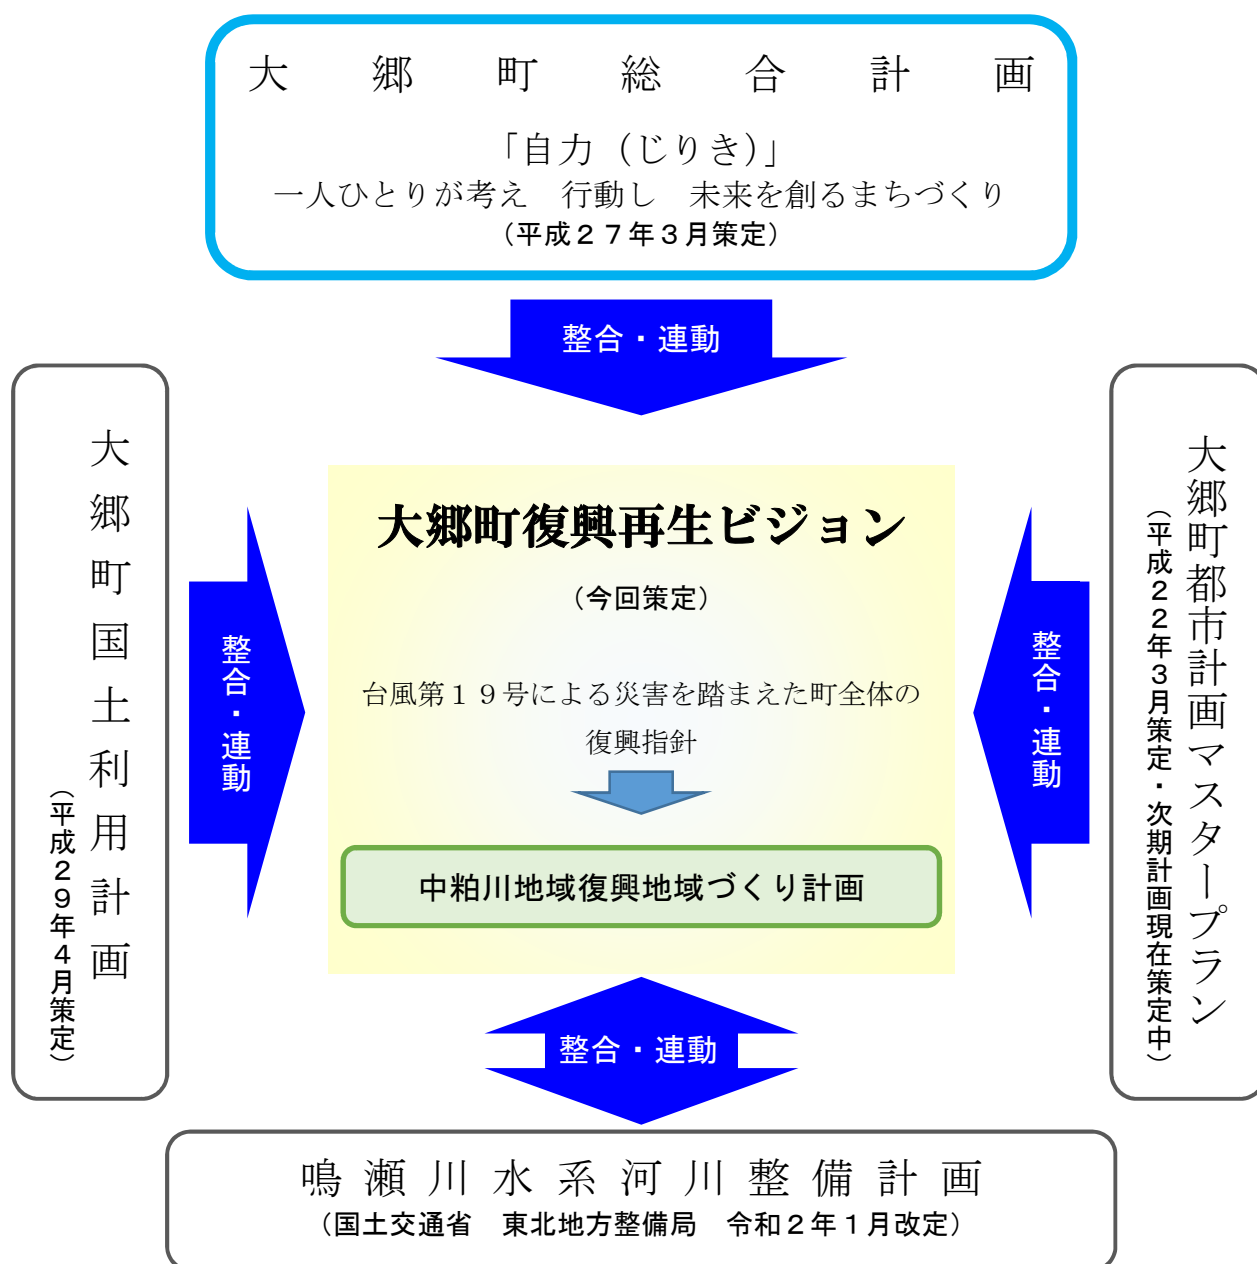 大郷町総合計画
「自力（じりき）」
一人ひとりが考え　行動し　未来を創るまちづくり
（平成２７年３月策定）
整合・連動
大郷町国土利用計画
（平成２９年４月策定）
整合・連動
大郷町復興再生ビジョン
（今回策定）
台風第１９号による災害を踏まえた町全体の
復興指針
中粕川地域復興地域づくり計画
整合・連動
大郷町都市計画マスタープラン
（平成２２年３月策定・次期計画現在策定中）
整合・連動
鳴瀬川水系河川整備計画
（国土交通省　東北地方整備局　令和２年１月改定）